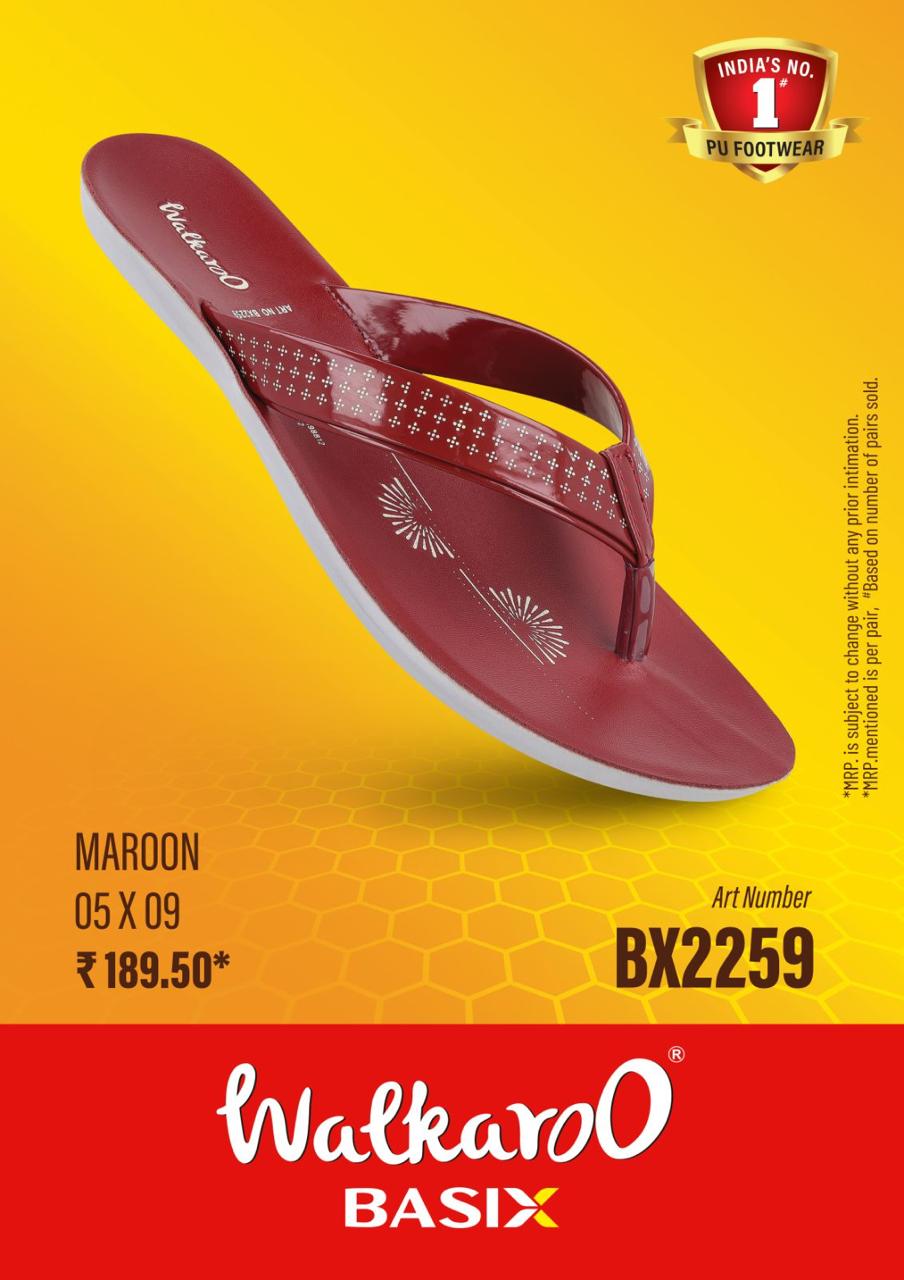 INDIA'S NO.
1#
PU FOOTWEAR
Walkaroo
ART NO BX2259
*MRP. is subject to change without any prior intimation.
*MRP.mentioned is per pair, #Based on number of pairs sold.
MAROON
05 X 09
₹ 189.50*
Art Number
BX2259
Walkaroo®
BASIX